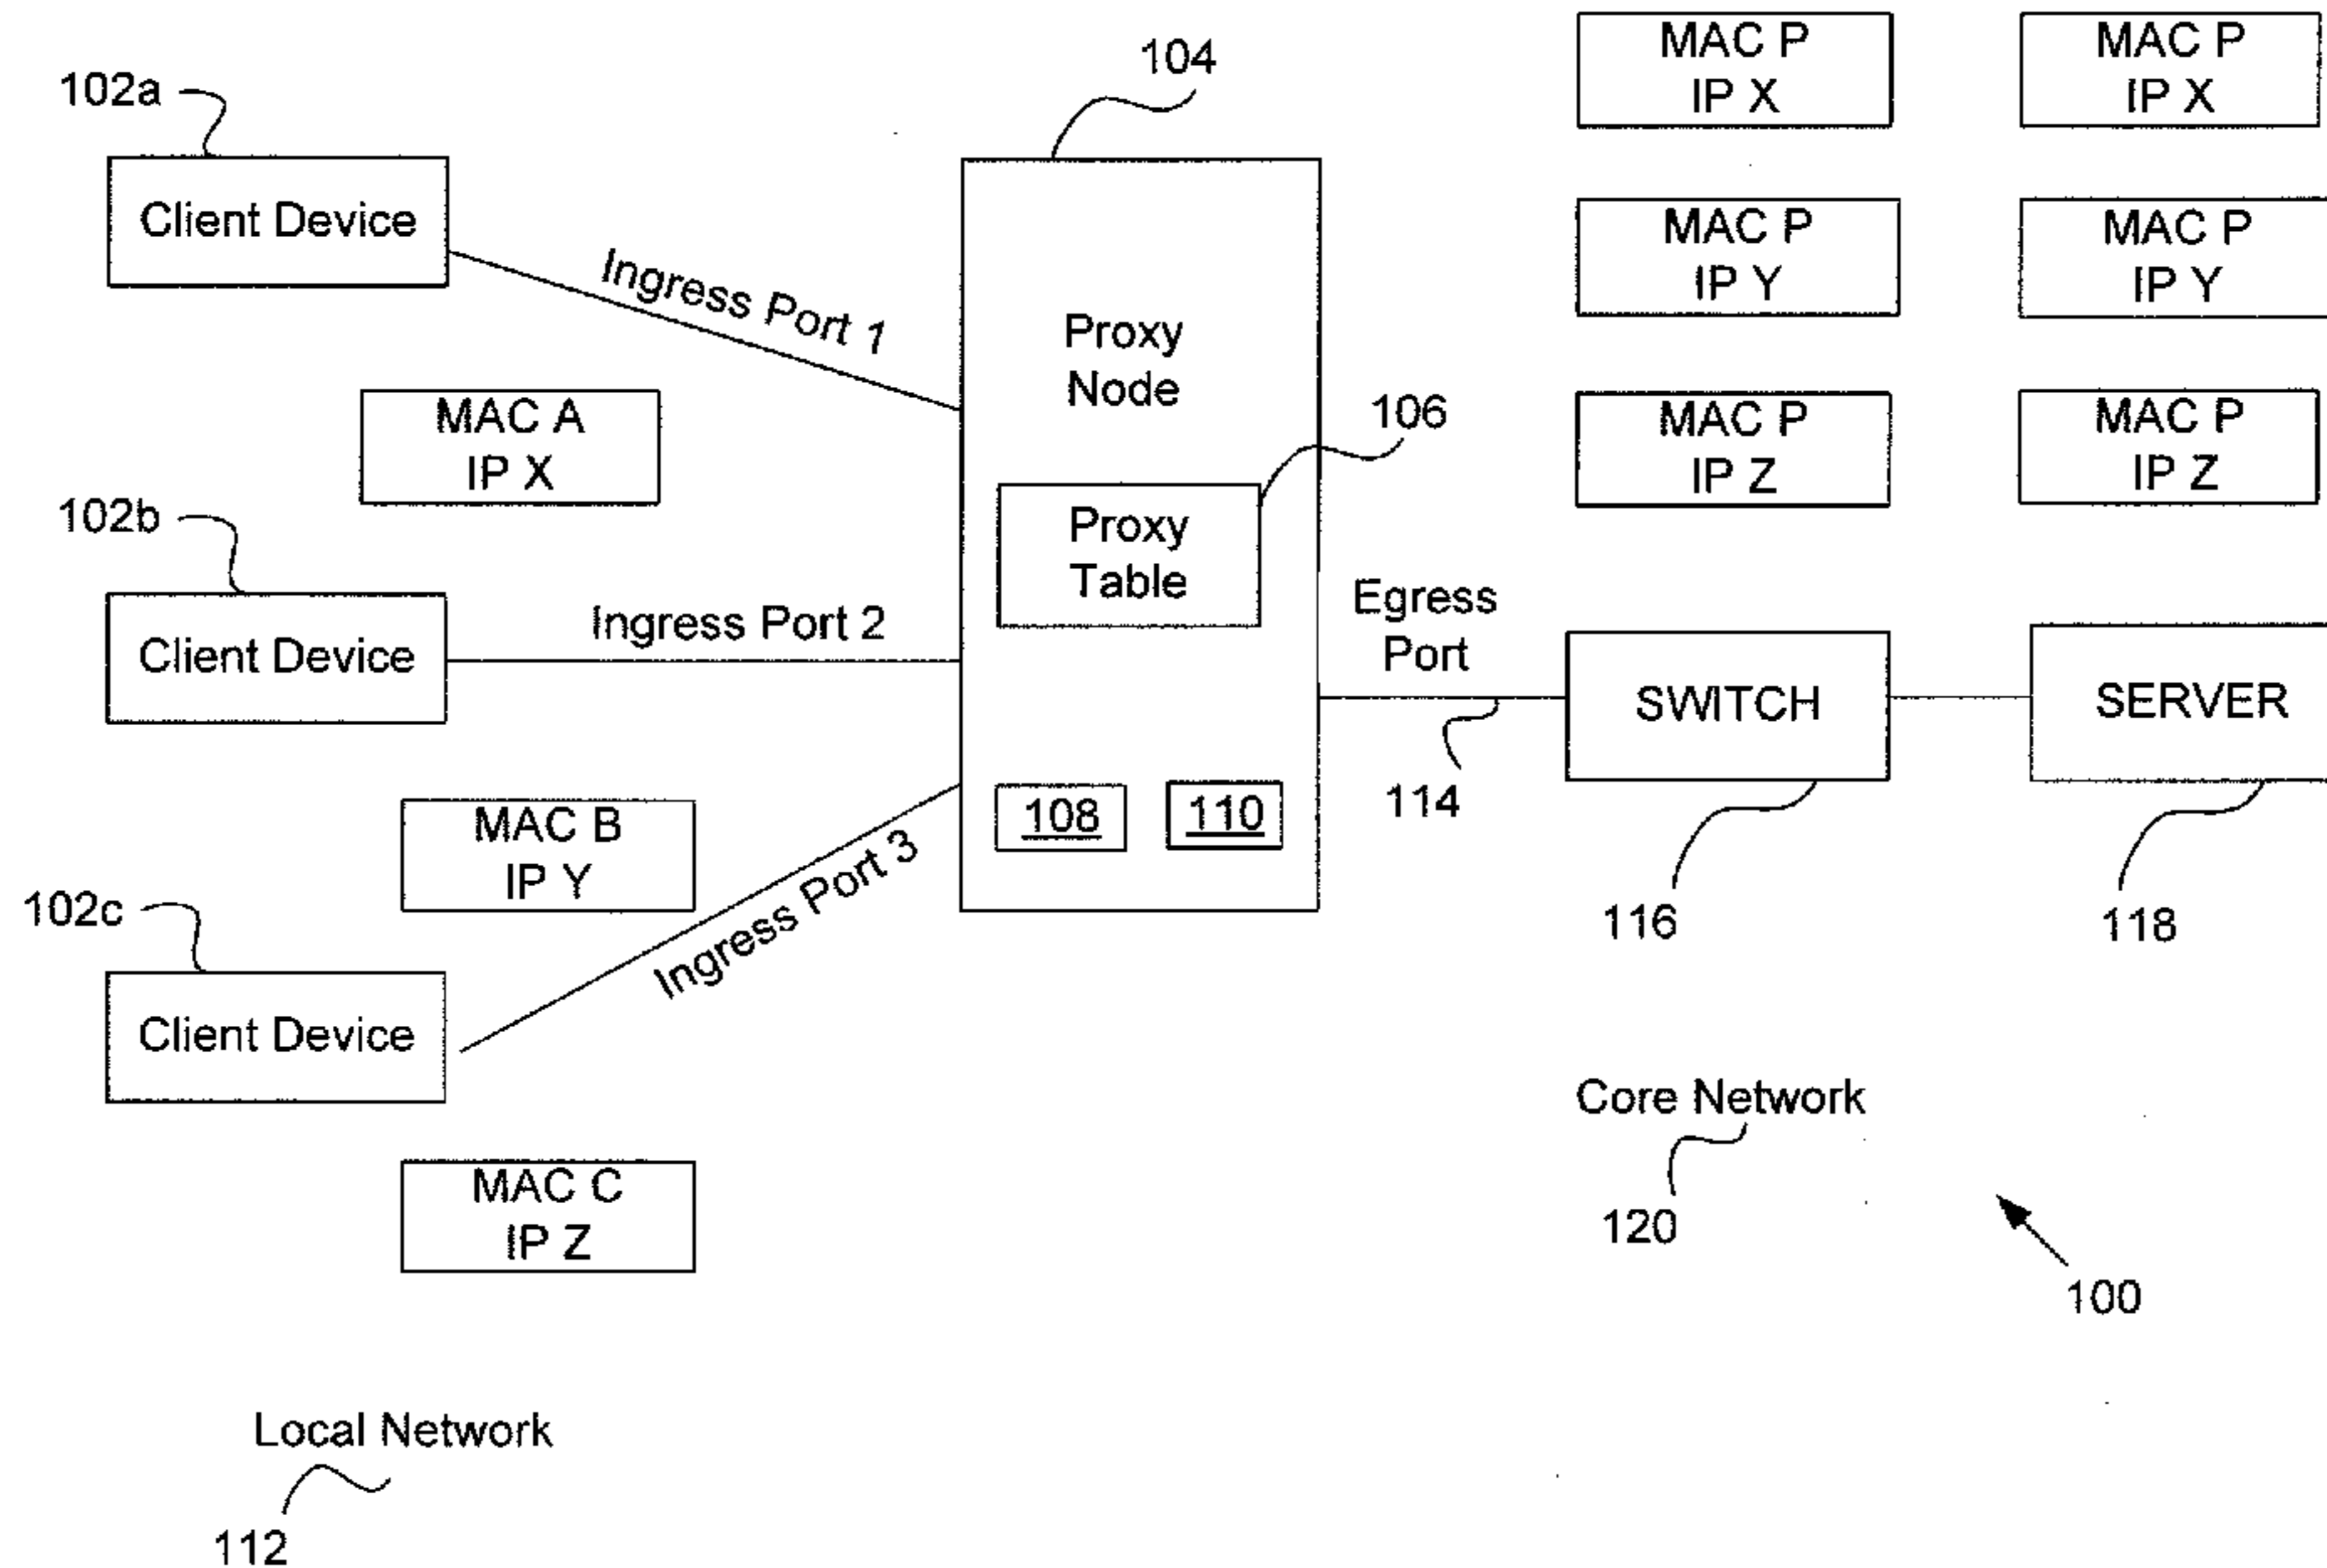 104
MAC P
IP X
MAC P
IP X
102a
Client Device
Ingress Port 1
MAC P
IP Y
MAC P
IP Y
Proxy
Node
MAC A
IP X
106
MAC P
IP Z
MAC P
IP Z
102b
Proxy
Table
Client Device
Ingress Port 2
Egress
Port
SWITCH
SERVER
114
108
110
MAC B
IP Y
Ingress Port 3
116
118
102c
Client Device
Core Network
120
MAC C
IP Z
100
Local Network
112